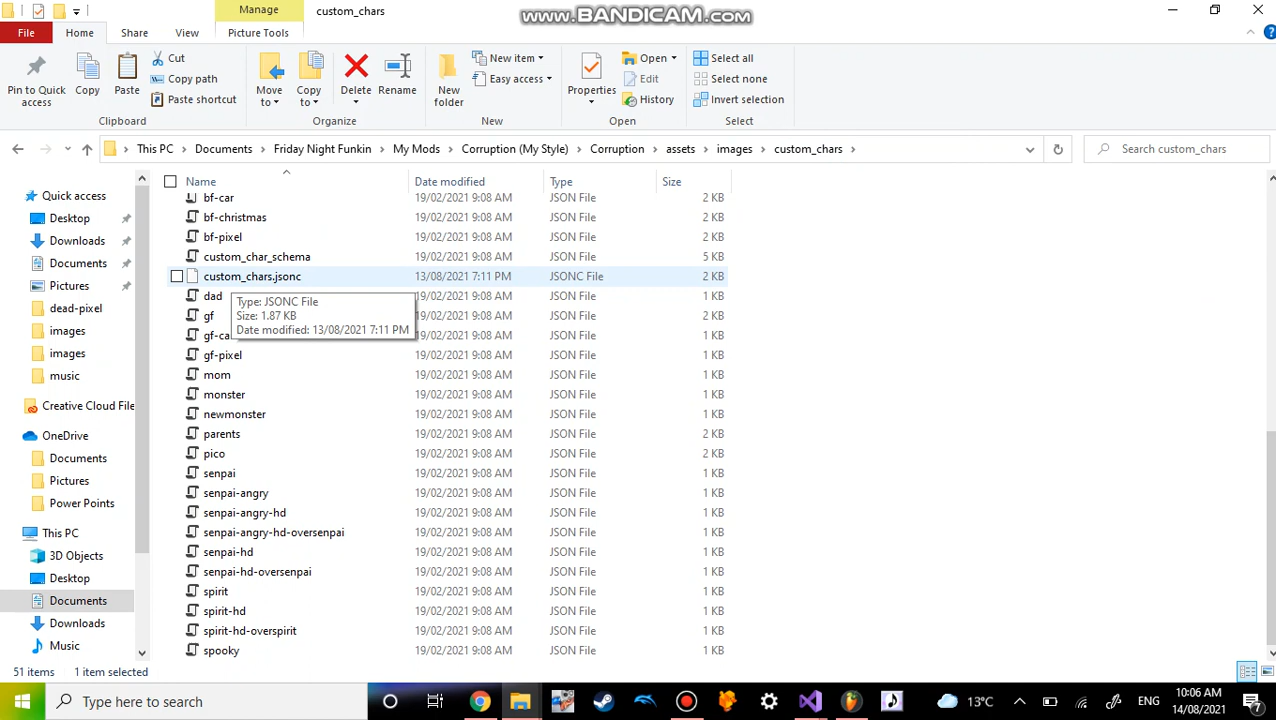 Manage
custom_chars
www.BANDICAM.com
File
Home
Share
View
Picture Tools
Pin to Quick access
Copy
Paste
Cut
Copy path
Paste shortcut
Clipboard
Move to
Copy to
Delete
Rename
Organize
New folder
New item
Easy access
New
Properties
Open
Edit
History
Open
Select all
Select none
Invert selection
Select
This PC > Documents > Friday Night Funkin > My Mods > Corruption (My Style) > Corruption > assets > images > custom_chars >
Search custom_chars
Name Date modified Type Size
bf-car 19/02/2021 9:08 AM JSON File 2 KB
bf-christmas 19/02/2021 9:08 AM JSON File 2 KB
bf-pixel 19/02/2021 9:08 AM JSON File 2 KB
custom_char_schema 19/02/2021 9:08 AM JSON File 5 KB
custom_chars.jsonc 13/08/2021 7:11 PM JSONC File 2 KB
dad 19/02/2021 9:08 AM JSON File 1 KB
gf 19/02/2021 9:08 AM JSON File 2 KB
gf-ca 19/02/2021 9:08 AM JSON File 1 KB
gf-pixel 19/02/2021 9:08 AM JSON File 1 KB
mom 19/02/2021 9:08 AM JSON File 1 KB
monster 19/02/2021 9:08 AM JSON File 1 KB
newmonster 19/02/2021 9:08 AM JSON File 1 KB
parents 19/02/2021 9:08 AM JSON File 2 KB
pico 19/02/2021 9:08 AM JSON File 2 KB
senpai 19/02/2021 9:08 AM JSON File 1 KB
senpai-angry 19/02/2021 9:08 AM JSON File 1 KB
senpai-angry-hd 19/02/2021 9:08 AM JSON File 1 KB
senpai-angry-hd-oversenpai 19/02/2021 9:08 AM JSON File 1 KB
senpai-hd 19/02/2021 9:08 AM JSON File 1 KB
senpai-hd-oversenpai 19/02/2021 9:08 AM JSON File 1 KB
spirit 19/02/2021 9:08 AM JSON File 1 KB
spirit-hd 19/02/2021 9:08 AM JSON File 1 KB
spirit-hd-overspirit 19/02/2021 9:08 AM JSON File 1 KB
spooky 19/02/2021 9:08 AM JSON File 1 KB
Type: JSONC File
Size: 1.87 KB
Date modified: 13/08/2021 7:11 PM
Quick access
Desktop
Downloads
Documents
Pictures
dead-pixel
images
images
music
Creative Cloud File
OneDrive
Documents
Pictures
Power Points
This PC
3D Objects
Desktop
Documents
Downloads
Music
51 items
1 item selected
Type here to search
13°C
ENG
10:06 AM
14/08/2021
7